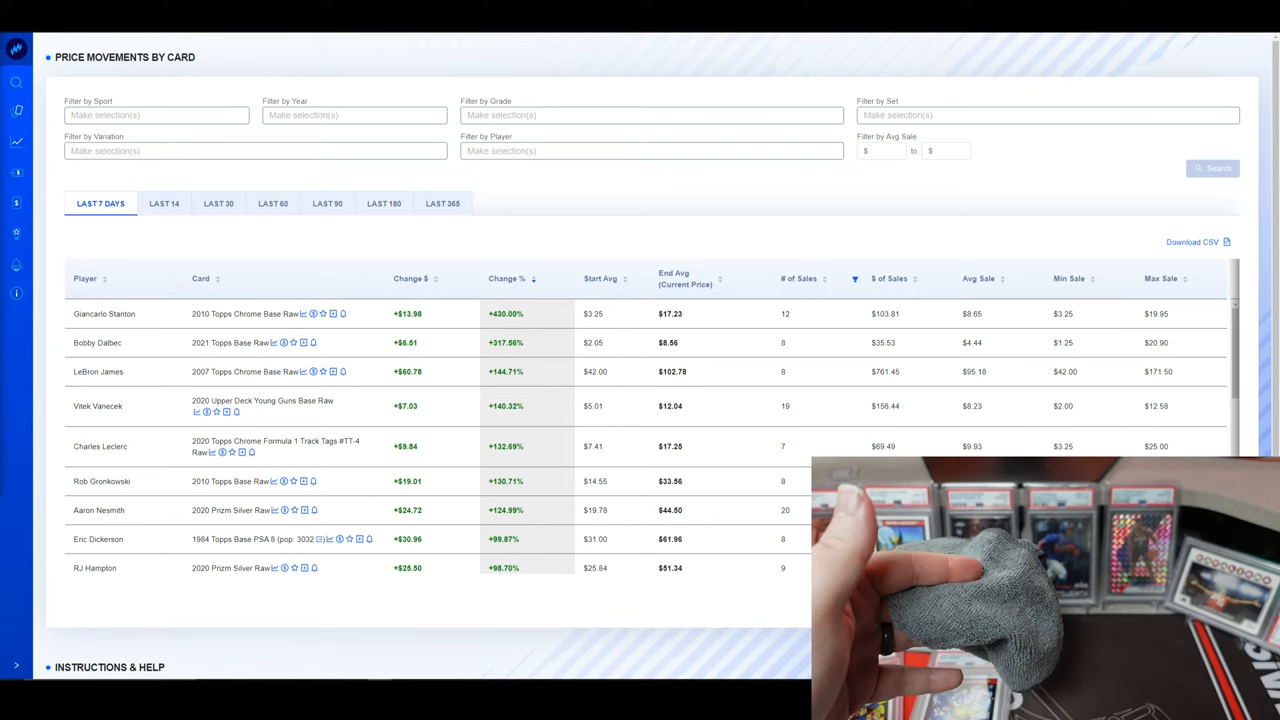 PRICE MOVEMENTS BY CARD
Filter by Sport Filter by Year Filter by Grade Filter by Set
Make selection(s) Make selection(s) Make selection(s) Make selection(s)
Filter by Variation Filter by Player Filter by Avg Sale
Make selection(s) Make selection(s) $ to $
Search
LAST 7 DAYS LAST 14 LAST 30 LAST 60 LAST 90 LAST 180 LAST 365
Download CSV
Player Card Change $ Change % Start Avg End Avg (Current Price) # of Sales $ of Sales Avg Sale Min Sale Max Sale
Giancarlo Stanton 2010 Topps Chrome Base Raw +$13.98 +430.00% $3.25 $17.23 12 $103.81 $8.65 $3.25 $19.95
Bobby Dalbec 2021 Topps Base Raw +$6.51 +317.56% $2.05 $8.56 8 $35.53 $4.44 $1.25 $20.90
LeBron James 2007 Topps Chrome Base Raw +$60.78 +144.71% $42.00 $102.78 8 $761.45 $95.18 $42.00 $171.50
Vitek Vanecek 2020 Upper Deck Young Guns Base Raw +$7.03 +140.32% $5.01 $12.04 19 $156.44 $8.23 $2.00 $12.58
Charles Leclerc 2020 Topps Chrome Formula 1 Track Tags #TT-4 Raw +$9.84 +132.69% $7.41 $17.25 7 $69.49 $9.93 $3.25 $25.00
Rob Gronkowski 2010 Topps Base Raw +$19.01 +130.71% $14.55 $33.56 8
Aaron Nesmith 2020 Prizm Silver Raw +$24.72 +124.99% $19.78 $44.50 20
Eric Dickerson 1984 Topps Base PSA 8 (pop: 3032) +$30.96 +99.87% $31.00 $61.96 8
RJ Hampton 2020 Prizm Silver Raw +$25.50 +98.70% $25.84 $51.34 9
INSTRUCTIONS & HELP